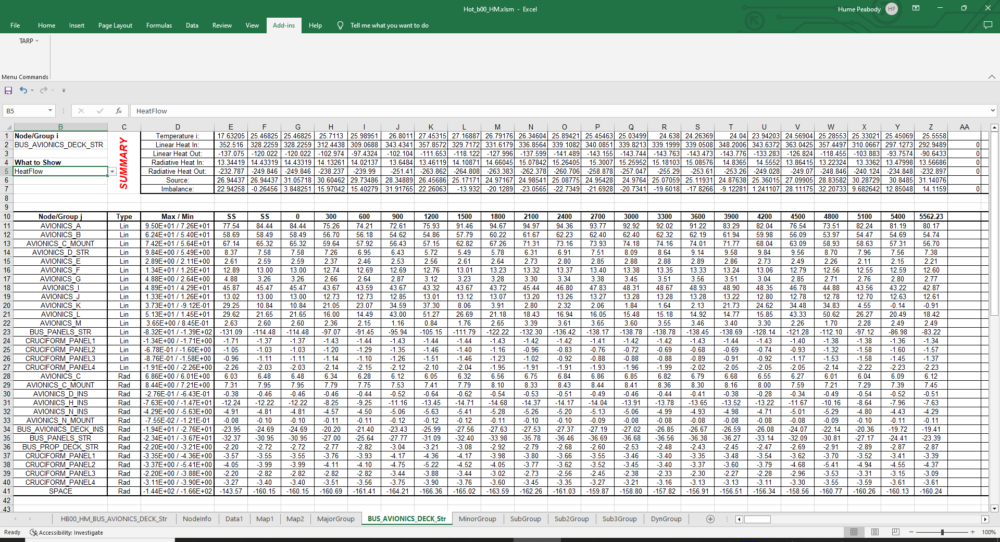 Hot_b00_HM.xlsm - Excel
Hume Peabody HP
File Home Insert Page Layout Formulas Data Review View Add-ins Help Tell me what you want to do
TARP
Menu Commands
B5 fx HeatFlow
B C D E F G H I J K L M N O P Q R S T U V W X Y Z AA
1 Node/Group i Temperature i: 17.63205 25.46825 25.46825 25.7113 25.98951 26.8011 27.45315 27.16887 26.79176 26.34604 25.89421 25.45463 25.03499 24.638 24.26369 24.04 23.94203 24.56904 25.28553 25.33021 25.45069 25.5558
2 BUS_AVIONICS_DECK_STR Linear Heat In: 352.516 328.2259 328.2259 312.4438 309.0688 343.4341 357.8572 329.7172 331.6179 336.8564 339.1082 340.0851 339.8213 339.1999 339.0508 348.2006 343.6372 363.0425 357.4497 310.0667 297.1273 292.9489 0
3 Linear Heat Out: -137.075 -120.022 -120.022 -102.974 -97.4324 -102.104 -111.653 -118.122 -127.996 -137.599 -141.489 -143.155 -143.744 -143.763 -143.473 -143.776 -133.283 -126.824 -118.455 -103.883 -93.7574 -90.6433 0
4 What to Show Radiative Heat In: 13.34419 14.43319 14.43319 14.13261 14.02137 13.6484 13.46119 14.10871 14.66045 15.07842 15.26405 15.3007 15.25952 15.18103 15.08576 14.8365 14.5552 13.86415 13.22324 13.3362 13.47998 13.56686 0
5 HeatFlow Radiative Heat Out: -232.787 -249.846 -249.846 -238.237 -239.99 -251.41 -263.862 -264.808 -263.383 -262.378 -260.706 -258.878 -257.047 -255.29 -253.61 -253.26 -249.028 -249.07 -248.846 -240.124 -234.848 -232.897 0
6 Source: 26.94437 26.94437 31.05718 30.60462 29.73486 28.34889 26.45686 25.17171 24.97167 24.98541 25.08775 24.95428 24.9764 25.07059 25.11931 24.87638 25.36015 27.09905 28.83582 30.28729 30.8485 31.14076
7 Imbalance: 22.94258 -0.26456 3.848251 15.97042 15.40279 31.91765 22.26063 -13.932 -20.1289 -23.0565 -22.7349 -21.6928 -20.7341 -19.6018 -17.8266 -9.12281 1.241107 28.11175 32.20733 9.682642 12.85048 14.1159 0
SUMMARY
8
9
10 Node/Group j Type Max / Min SS SS 0 300 600 900 1200 1500 1800 2100 2400 2700 3000 3300 3600 3900 4200 4500 4800 5100 5400 5562.23
11 AVIONICS_A Lin 9.50E+01 / 7.26E+01 77.54 84.44 84.44 75.26 74.21 72.61 75.93 91.46 94.67 94.97 94.36 93.77 92.92 92.02 91.22 83.29 82.04 76.54 73.51 82.24 81.19 80.17
12 AVIONICS_B Lin 6.24E+01 / 5.40E+01 58.69 58.49 58.49 56.70 56.18 54.62 54.86 57.79 60.22 61.67 62.23 62.40 62.40 62.32 62.19 61.94 59.98 56.09 53.97 54.47 54.69 54.74
13 AVIONICS_C_MOUNT Lin 7.42E+01 / 5.64E+01 67.14 65.32 65.32 59.64 57.92 56.43 57.15 62.82 67.26 71.31 73.16 73.93 74.18 74.16 74.01 71.77 68.04 63.09 58.93 58.63 57.31 56.70
14 AVIONICS_D_STR Lin 9.84E+00 / 5.49E+00 8.37 7.58 7.58 7.26 6.95 6.43 5.72 5.49 5.78 6.31 6.91 7.51 8.09 8.64 9.14 9.58 9.84 9.56 8.70 7.96 7.56 7.38
15 AVIONICS_E Lin 2.89E+00 / 2.11E+00 2.61 2.59 2.59 2.37 2.46 2.53 2.56 2.61 2.64 2.73 2.80 2.85 2.88 2.88 2.89 2.86 2.73 2.49 2.26 2.11 2.15 2.21
16 AVIONICS_F Lin 1.34E+01 / 1.25E+01 12.89 13.00 13.00 12.74 12.69 12.69 12.76 13.01 13.23 13.32 13.37 13.40 13.38 13.35 13.33 13.24 13.06 12.79 12.56 12.55 12.59 12.60
17 AVIONICS_G Lin 4.88E+00 / 2.64E+00 4.88 3.26 3.26 2.66 2.64 2.87 3.12 3.23 3.28 3.30 3.34 3.38 3.45 3.51 3.56 3.51 3.04 2.85 2.71 2.76 2.80 2.77
18 AVIONICS_I Lin 4.89E+01 / 4.29E+01 45.87 45.47 45.47 43.67 43.59 43.67 43.32 43.67 43.72 45.44 46.80 47.83 48.31 48.67 48.93 48.90 48.35 46.78 44.88 43.56 43.22 42.87
19 AVIONICS_J Lin 1.33E+01 / 1.26E+01 13.02 13.00 13.00 12.73 12.73 12.85 13.01 13.12 13.07 13.20 13.26 13.27 13.28 13.28 13.28 13.22 12.80 12.78 12.78 12.70 12.63 12.61
20 AVIONICS_K Lin 3.73E+01 / -9.12E-01 29.25 10.84 10.84 21.05 23.07 34.59 37.30 8.06 3.91 2.80 2.32 2.06 1.84 1.64 2.13 21.73 24.62 34.48 34.83 4.55 -0.14 -0.91
21 AVIONICS_L Lin 5.13E+01 / 1.45E+01 29.62 21.65 21.65 16.00 14.49 43.00 51.27 26.69 21.18 18.43 16.94 16.05 15.48 15.18 14.92 14.77 15.85 43.33 50.62 26.27 20.49 18.42
22 AVIONICS_M Lin 3.65E+00 / 8.45E-01 2.63 2.60 2.60 2.36 2.15 1.16 0.84 1.76 2.65 3.39 3.61 3.65 3.60 3.55 3.46 3.40 3.30 2.26 1.70 2.28 2.49 2.49
23 BUS_PANELS_STR Lin -8.32E+01 / -1.39E+02 -131.09 -114.48 -114.48 -97.07 -91.45 -95.94 -105.15 -111.79 -122.22 -132.30 -136.42 -138.17 -138.78 -138.78 -138.45 -138.69 -128.14 -121.28 -112.10 -97.12 -86.98 -83.22
24 CRUCIFORM_PANEL1 Lin -1.34E+00 / -1.71E+00 -1.71 -1.37 -1.37 -1.43 -1.44 -1.43 -1.44 -1.44 -1.43 -1.42 -1.42 -1.41 -1.42 -1.42 -1.43 -1.44 -1.43 -1.40 -1.38 -1.38 -1.36 -1.34
25 CRUCIFORM_PANEL2 Lin -6.78E-01 / -1.60E+00 -1.05 -1.03 -1.03 -1.20 -1.29 -1.35 -1.46 -1.40 -1.16 -0.96 -0.83 -0.76 -0.72 -0.69 -0.68 -0.69 -0.74 -0.93 -1.32 -1.58 -1.60 -1.57
26 CRUCIFORM_PANEL3 Lin -8.76E-01 / -1.58E+00 -0.96 -1.11 -1.11 -1.14 -1.10 -1.26 -1.51 -1.46 -1.23 -1.02 -0.92 -0.88 -0.88 -0.88 -0.89 -0.91 -0.92 -1.17 -1.53 -1.58 -1.45 -1.37
27 CRUCIFORM_PANEL4 Lin -1.91E+00 / -2.26E+00 -2.26 -2.03 -2.03 -2.14 -2.15 -2.12 -2.10 -2.04 -1.95 -1.91 -1.91 -1.93 -1.96 -1.99 -2.02 -2.05 -2.05 -2.05 -2.14 -2.22 -2.23 -2.23
28 AVIONICS_C Rad 6.86E+00 / 6.01E+00 6.03 6.48 6.48 6.34 6.28 6.12 6.05 6.32 6.56 6.75 6.84 6.86 6.85 6.82 6.79 6.68 6.55 6.27 6.01 6.04 6.09 6.12
29 AVIONICS_C_MOUNT Rad 8.44E+00 / 7.21E+00 7.31 7.95 7.95 7.79 7.75 7.53 7.41 7.79 8.10 8.33 8.43 8.44 8.41 8.36 8.30 8.16 8.00 7.59 7.21 7.29 7.39 7.45
30 AVIONICS_D_INS Rad -2.76E-01 / -6.43E-01 -0.38 -0.46 -0.46 -0.46 -0.44 -0.52 -0.64 -0.62 -0.54 -0.53 -0.51 -0.49 -0.46 -0.44 -0.41 -0.38 -0.28 -0.34 -0.49 -0.54 -0.52 -0.51
31 AVIONICS_H_INS Rad -7.63E+00 / -1.47E+01 -12.24 -12.22 -12.22 -8.25 -9.25 -11.16 -13.45 -14.71 -14.68 -14.37 -14.17 -14.04 -13.91 -13.78 -13.65 -13.52 -13.22 -11.67 -10.16 -8.64 -7.96 -7.63
32 AVIONICS_N_INS Rad -4.29E+00 / -5.63E+00 -4.91 -4.81 -4.81 -4.57 -4.50 -5.06 -5.63 -5.41 -5.28 -5.26 -5.20 -5.13 -5.06 -4.99 -4.93 -4.98 -4.71 -5.01 -5.29 -4.80 -4.43 -4.29
33 AVIONICS_N_MOUNT Rad -7.55E-02 / -1.21E-01 -0.08 -0.10 -0.10 -0.11 -0.11 -0.12 -0.12 -0.12 -0.11 -0.10 -0.10 -0.09 -0.08 -0.08 -0.08 -0.08 -0.08 -0.08 -0.09 -0.10 -0.11 -0.11
34 BUS_AVIONICS_DECK_INS Rad -1.94E+01 / -2.76E+01 -23.95 -24.69 -24.69 -20.20 -21.40 -23.43 -25.99 -27.56 -27.63 -27.53 -27.37 -27.19 -27.02 -26.85 -26.67 -26.59 -26.08 -24.07 -22.14 -20.36 -19.72 -19.41
35 BUS_PANELS_STR Rad -2.34E+01 / -3.67E+01 -32.37 -30.95 -30.95 -27.00 -25.64 -27.77 -31.09 -32.40 -33.98 -35.78 -36.46 -36.69 -36.68 -36.56 -36.38 -36.27 -33.14 -32.09 -30.81 -27.17 -24.41 -23.39
36 BUS_PROP_DECK_STR Rad -2.20E+00 / -3.21E+00 -2.20 -2.72 -2.72 -2.77 -2.82 -3.04 -3.21 -3.08 -2.92 -2.79 -2.68 -2.60 -2.53 -2.48 -2.43 -2.45 -2.47 -2.69 -2.91 -2.89 -2.87 -2.87
37 CRUCIFORM_PANEL1 Rad -3.35E+00 / -4.36E+00 -3.57 -3.55 -3.55 -3.76 -3.93 -4.17 -4.36 -4.17 -3.98 -3.80 -3.66 -3.55 -3.46 -3.40 -3.35 -3.48 -3.54 -3.62 -3.70 -3.52 -3.41 -3.39
38 CRUCIFORM_PANEL2 Rad -3.37E+00 / -5.41E+00 -4.05 -3.99 -3.99 -4.11 -4.10 -4.75 -5.22 -4.52 -4.05 -3.77 -3.62 -3.52 -3.45 -3.40 -3.37 -3.60 -3.79 -4.68 -5.41 -4.94 -4.55 -4.37
39 CRUCIFORM_PANEL3 Rad -2.20E+00 / -3.88E+00 -2.20 -2.82 -2.82 -2.82 -2.82 -3.44 -3.88 -3.44 -3.02 -2.73 -2.56 -2.45 -2.38 -2.33 -2.30 -2.27 -2.28 -2.96 -3.53 -3.31 -3.15 -3.09
40 CRUCIFORM_PANEL4 Rad -3.11E+00 / -3.90E+00 -3.27 -3.40 -3.40 -3.51 -3.56 -3.75 -3.90 -3.76 -3.60 -3.45 -3.35 -3.27 -3.21 -3.16 -3.13 -3.13 -3.11 -3.30 -3.55 -3.59 -3.61 -3.61
41 SPACE Rad -1.44E+02 / -1.66E+02 -143.57 -160.15 -160.15 -160.69 -161.41 -164.21 -166.36 -165.02 -163.59 -162.26 -161.03 -159.87 -158.80 -157.82 -156.91 -156.51 -156.34 -158.56 -160.77 -160.26 -160.13 -160.24
42
43
HB00_HM_BUS_AVIONICS_DECK_Str NodeInfo Data1 Map1 Map2 MajorGroup BUS_AVIONICS_DECK_Str MinorGroup SubGroup Sub2Group Sub3Group DynGroup
Ready Accessibility: Investigate 100%